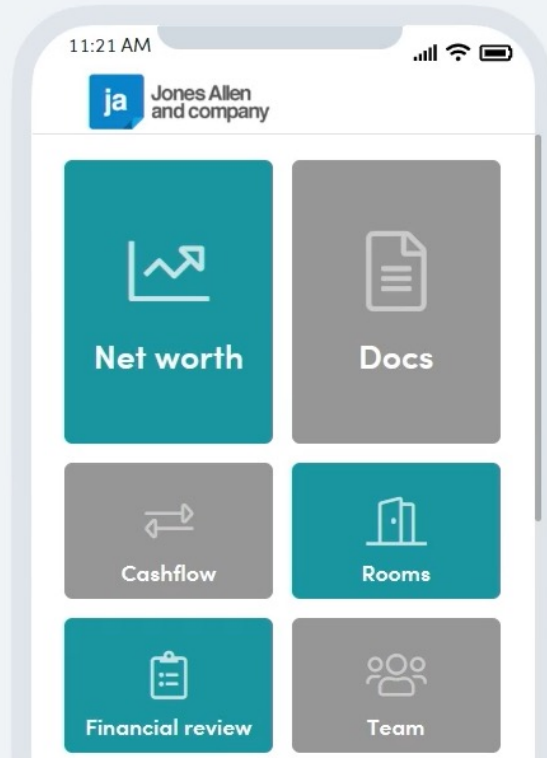 11:21 AM
ja
Jones Allen
and company
Net worth
Docs
Cashflow
Rooms
Financial review
Team